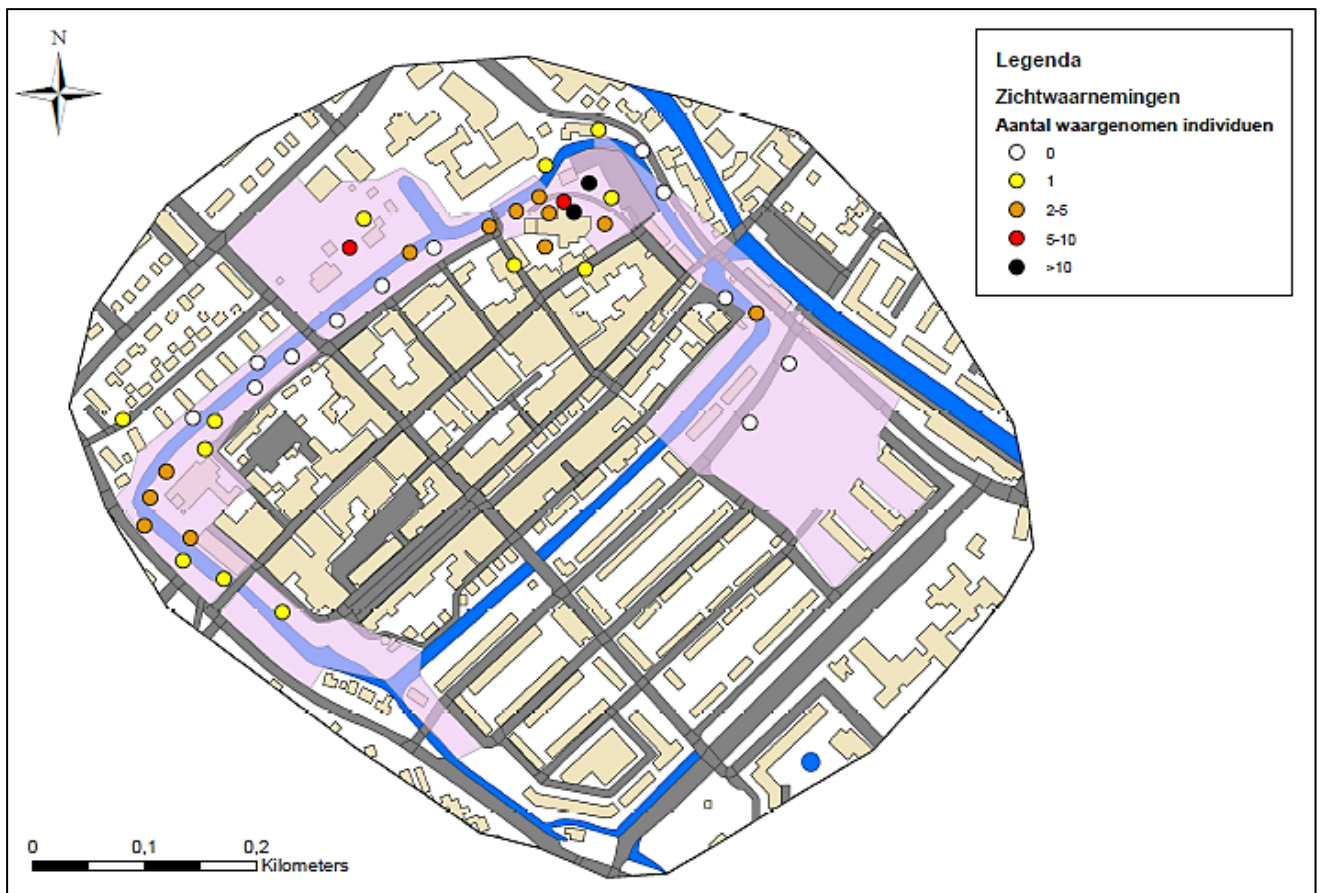 N
Legenda
Zichtwaarnemingen
Aantal waargenomen individuen
0
1
2-5
5-10
>10
0 0,1 0,2
Kilometers